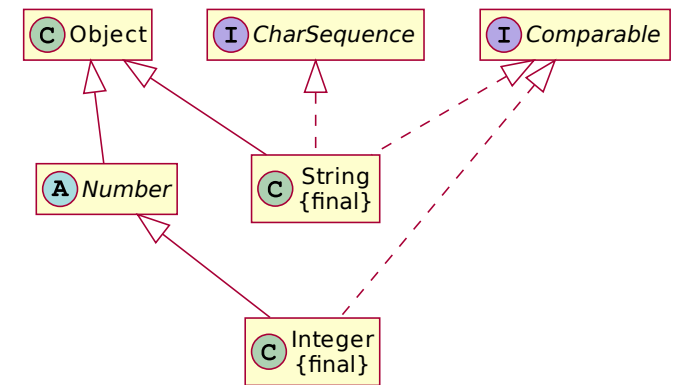 C Object
I CharSequence
I Comparable
A Number
C String
{final}
C Integer
{final}